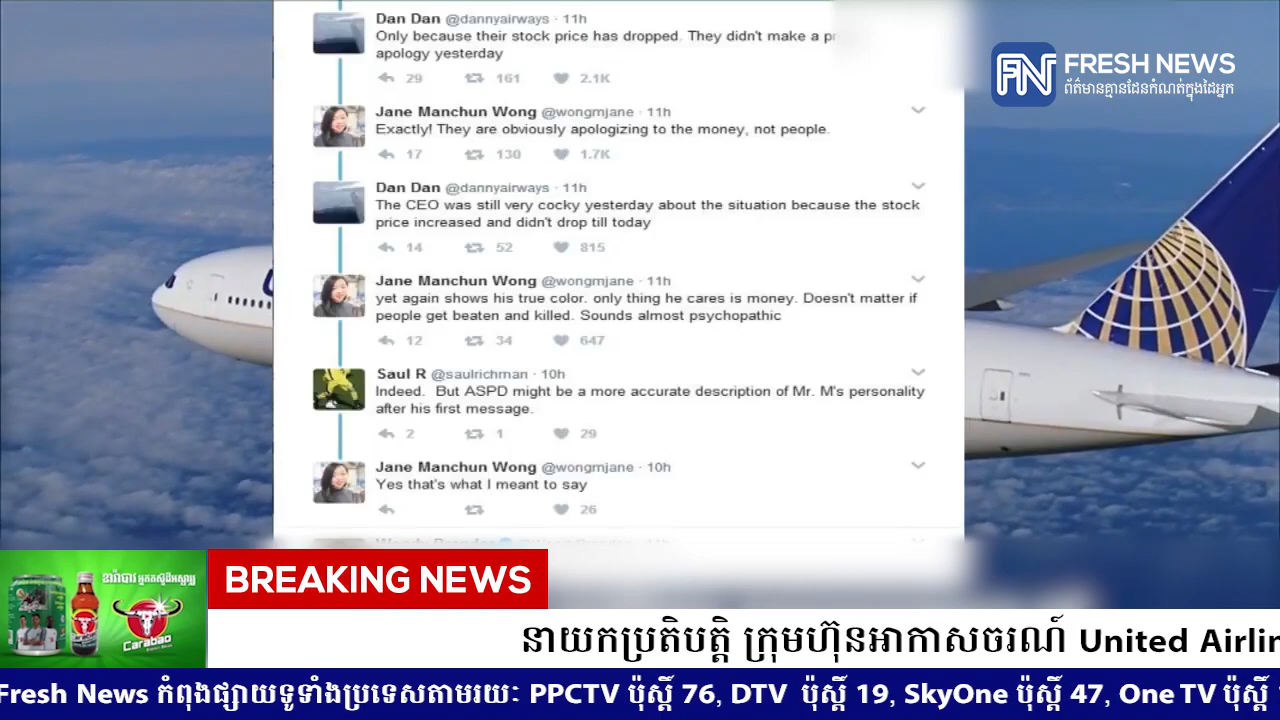 Dan Dan @dannyairways · 11h
Only because their stock price has dropped. They didn't make a
apology yesterday
29 161 2.1K
Jane Manchun Wong @wongmjane · 11h
Exactly! They are obviously apologizing to the money, not people.
17 130 1.7K
Dan Dan @dannyairways · 11h
The CEO was still very cocky yesterday about the situation because the stock
price increased and didn't drop till today
14 52 815
Jane Manchun Wong @wongmjane · 11h
yet again shows his true color. only thing he cares is money. Doesn't matter if
people get beaten and killed. Sounds almost psychopathic
12 34 647
Saul R @saulrichman · 10h
Indeed. But ASPD might be a more accurate description of Mr. M's personality
after his first message.
2 1 29
Jane Manchun Wong @wongmjane · 10h
Yes that's what I meant to say
26
FN FRESH NEWS
ព័ត៌មានគ្មានដែនកំណត់ក្នុងដៃអ្នក
Carabao
BREAKING NEWS
នាយកប្រតិបត្តិ ក្រុមហ៊ុនអាកាសចរណ៍ United Airlin
Fresh News កំពុងផ្សាយទូទាំងប្រទេសតាមរយៈ PPCTV ប៉ុស្តិ៍ 76, DTV ប៉ុស្តិ៍ 19, SkyOne ប៉ុស្តិ៍ 47, One TV ប៉ុស្តិ៍